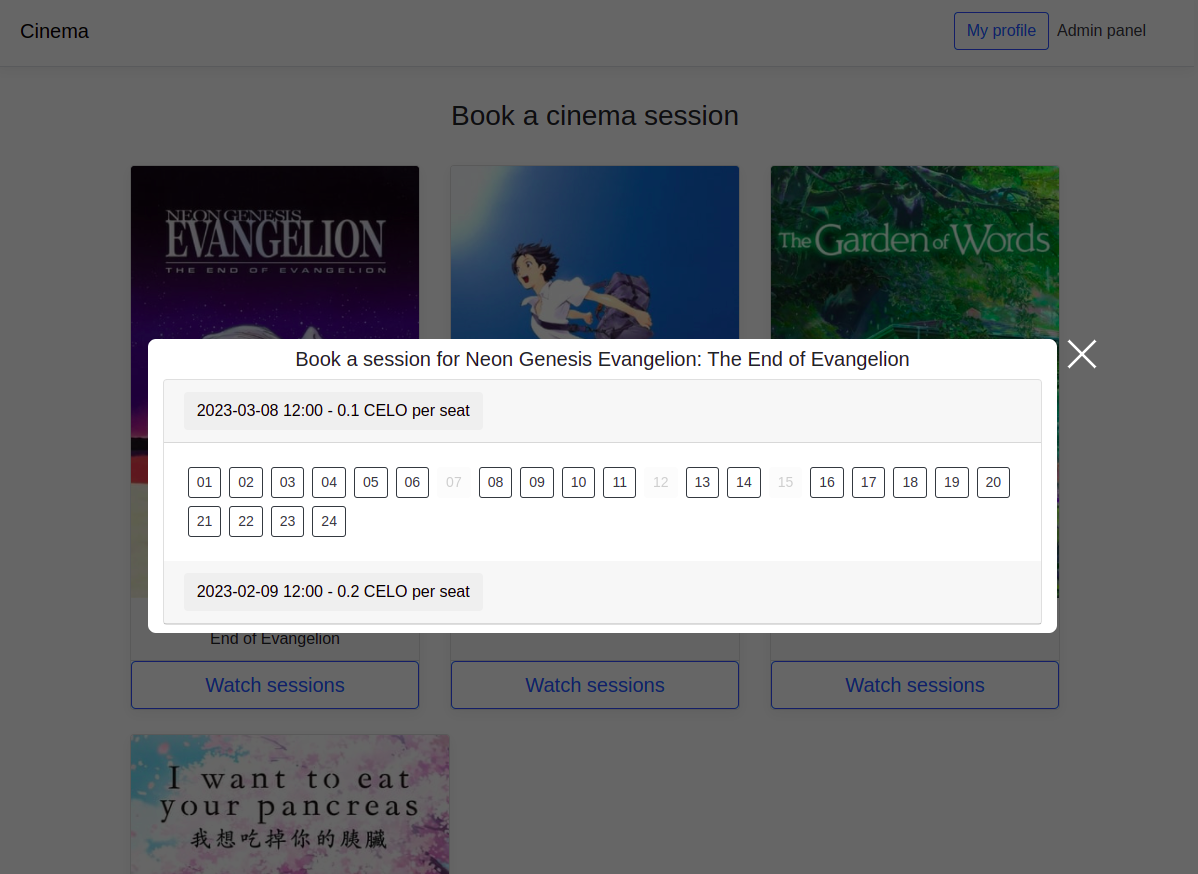 Cinema
My profile Admin panel
Book a cinema session
NEON GENESIS
EVANGELION
THE END OF EVANGELION
The Garden of Words
Book a session for Neon Genesis Evangelion: The End of Evangelion
2023-03-08 12:00 - 0.1 CELO per seat
01 02 03 04 05 06 07 08 09 10 11 12 13 14 15 16 17 18 19 20
21 22 23 24
2023-02-09 12:00 - 0.2 CELO per seat
End of Evangelion
Watch sessions Watch sessions Watch sessions
I want to eat
your pancreas
我想吃掉你的胰臟